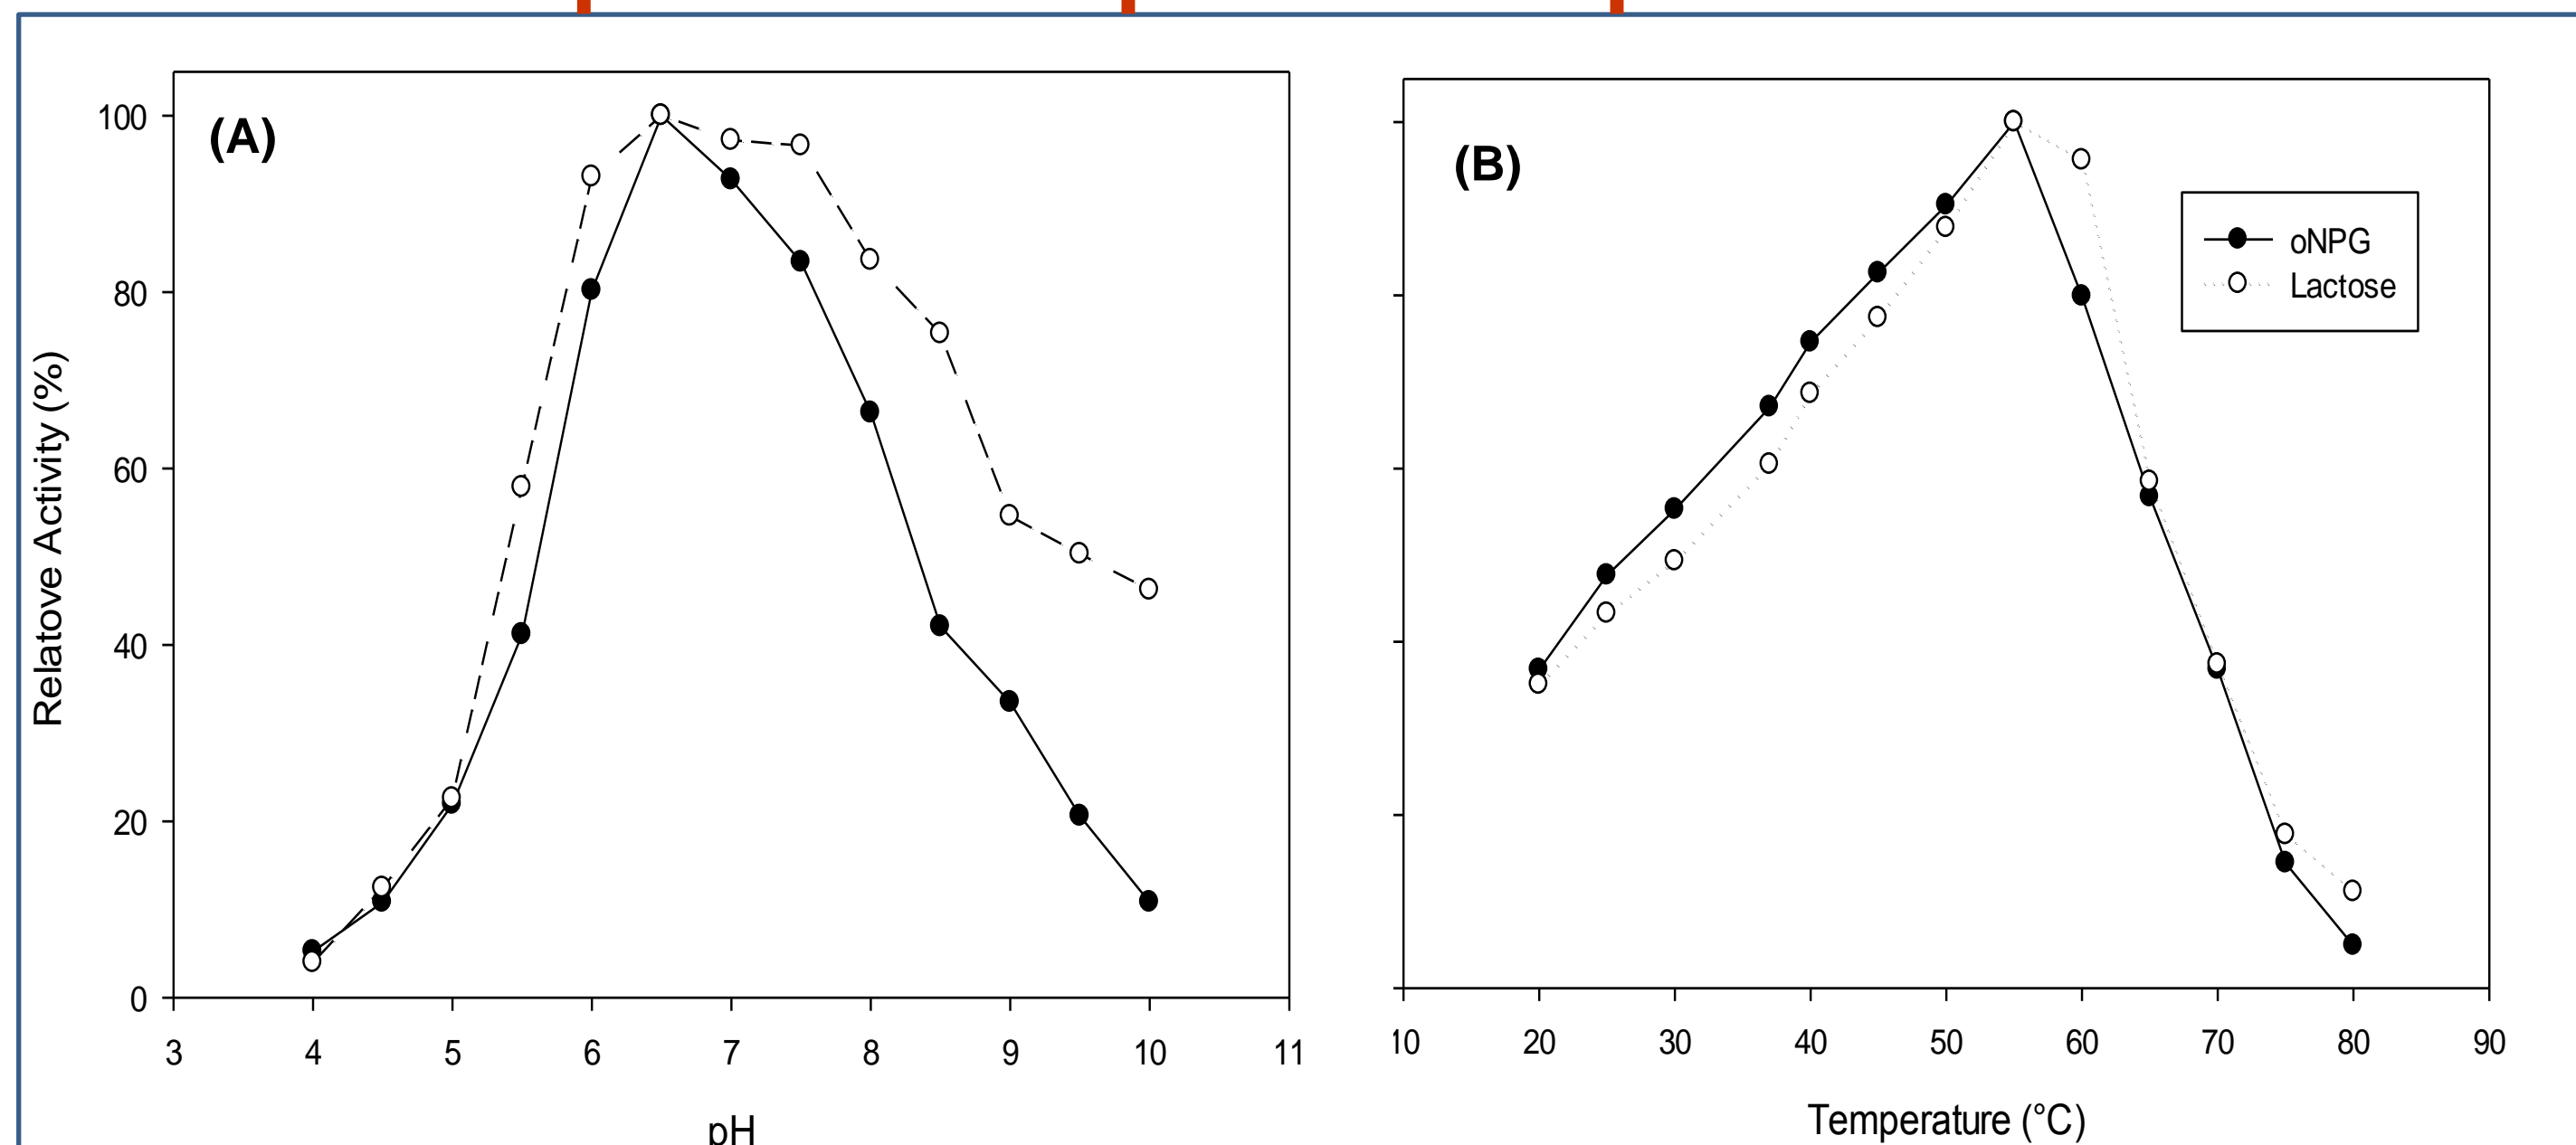 (A)
Relatove Activity (%)
100
80
60
40
20
0
3 4 5 6 7 8 9 10 11
pH
(B)
oNPG
Lactose
10 20 30 40 50 60 70 80 90
Temperature (°C)